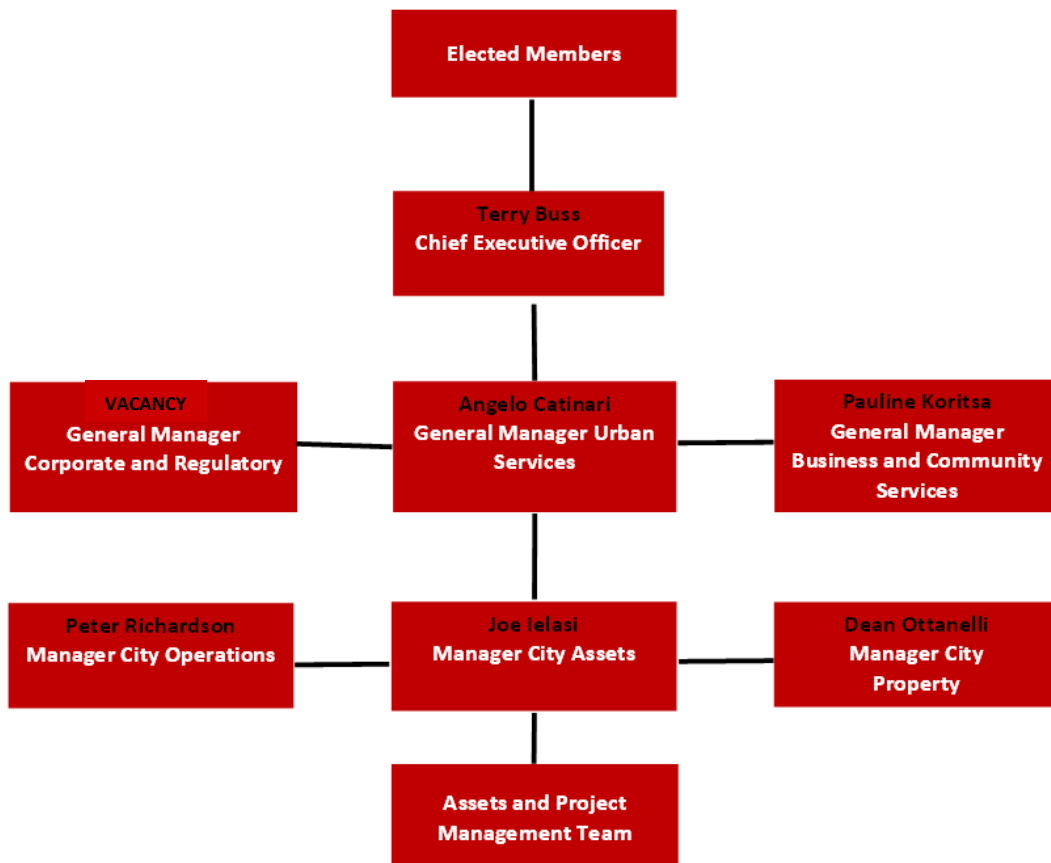 Elected Members
Terry Buss
Chief Executive Officer
VACANCY
General Manager
Corporate and Regulatory
Angelo Catinari
General Manager Urban
Services
Pauline Koritsa
General Manager
Business and Community
Services
Peter Richardson
Manager City Operations
Joe Ielasi
Manager City Assets
Dean Ottanelli
Manager City
Property
Assets and Project
Management Team